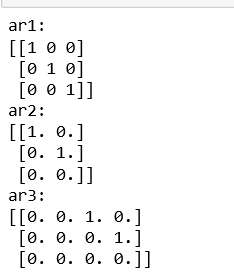 ar1:
[[1 0 0]
 [0 1 0]
 [0 0 1]]
ar2:
[[1. 0.]
 [0. 1.]
 [0. 0.]]
ar3:
[[0. 0. 1. 0.]
 [0. 0. 0. 1.]
 [0. 0. 0. 0.]]